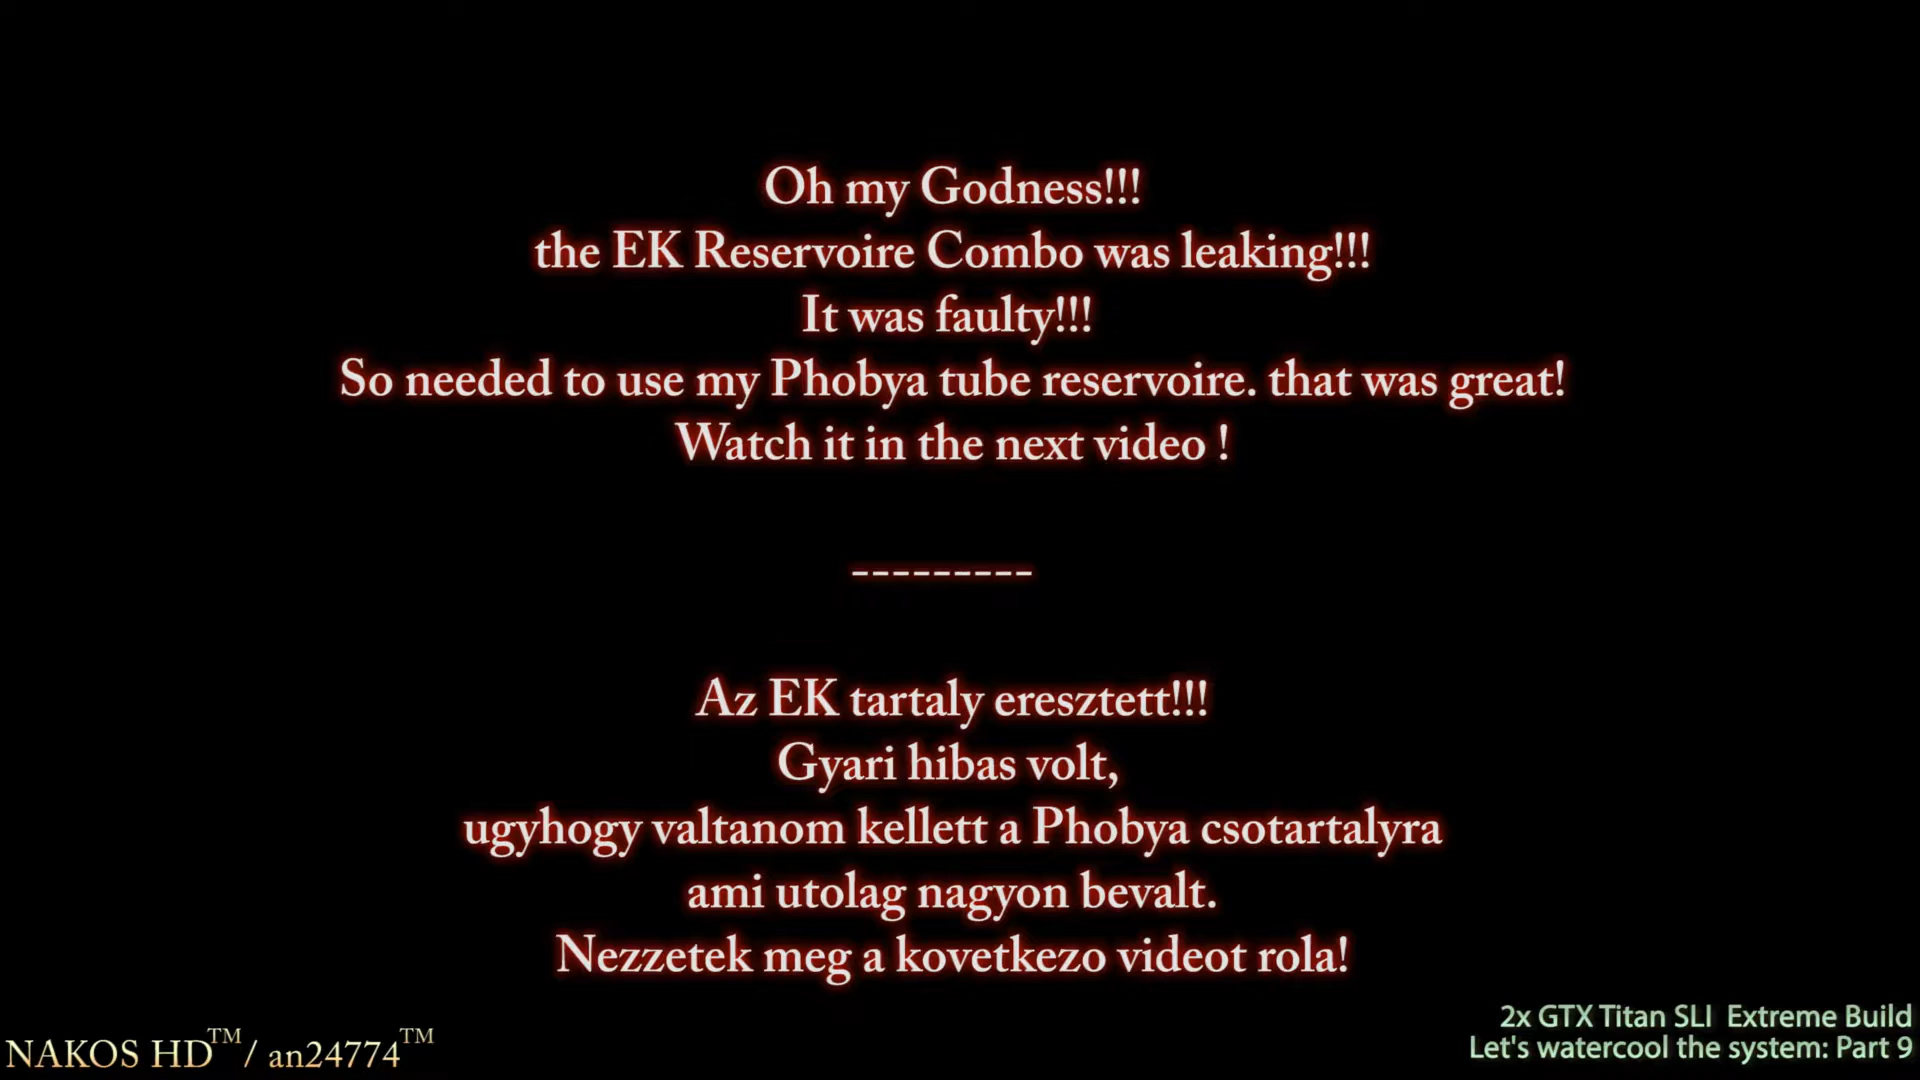 Oh my Godness!!!
the EK Reservoire Combo was leaking!!!
It was faulty!!!
So needed to use my Phobya tube reservoire. that was great!
Watch it in the next video !
---------
Az EK tartaly eresztett!!!
Gyari hibas volt,
ugyhogy valtanom kellett a Phobya csotartalyra
ami utolag nagyon bevalt.
Nezzetek meg a kovetkezo videot rola!
NAKOS HD™/ an24774™
2x GTX Titan SLI  Extreme Build
Let's watercool the system: Part 9